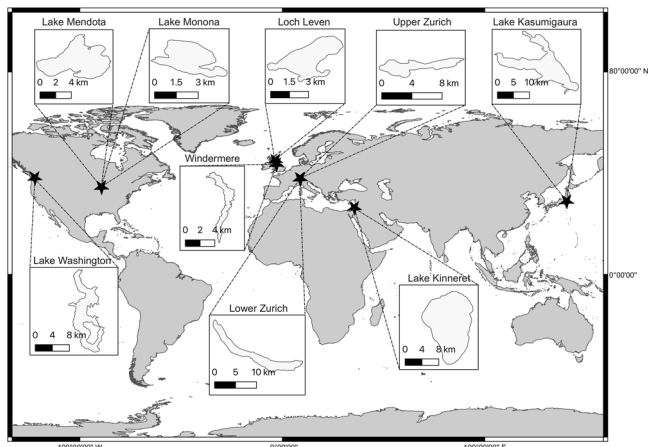 Lake Mendota
0 2 4 km
Lake Monona
0 1.5 3 km
Loch Leven
0 1.5 3 km
Upper Zurich
0 4 8 km
Lake Kasumigaura
0 5 10 km
80°00'00" N
Windermere
0 2 4 km
0°00'00"
Lake Washington
0 4 8 km
Lower Zurich
0 5 10 km
Lake Kinneret
0 4 8 km